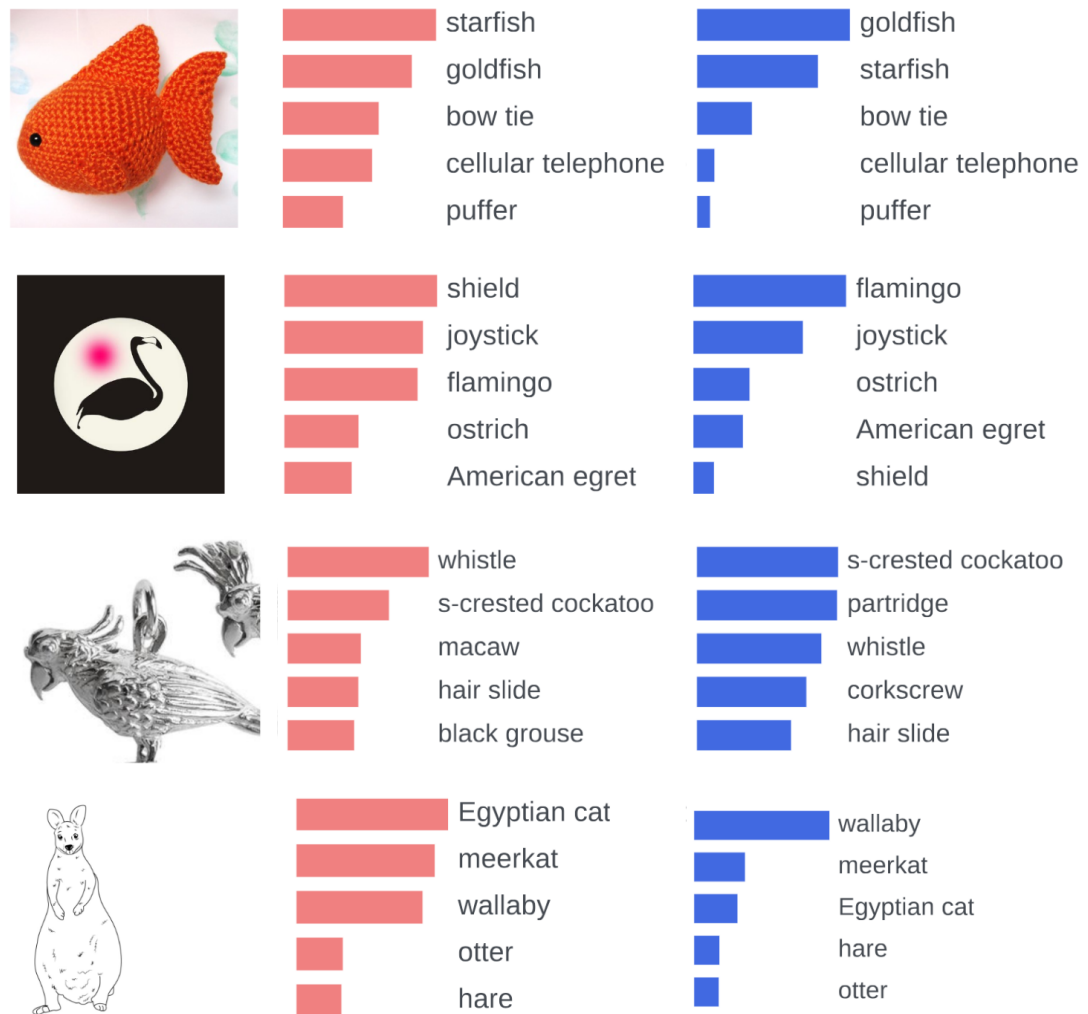 starfish goldfish
goldfish starfish
bow tie bow tie
cellular telephone cellular telephone
puffer puffer
shield flamingo
joystick joystick
flamingo ostrich
ostrich American egret
American egret shield
whistle s-crested cockatoo
s-crested cockatoo partridge
macaw whistle
hair slide corkscrew
black grouse hair slide
Egyptian cat wallaby
meerkat meerkat
wallaby Egyptian cat
otter hare
hare otter